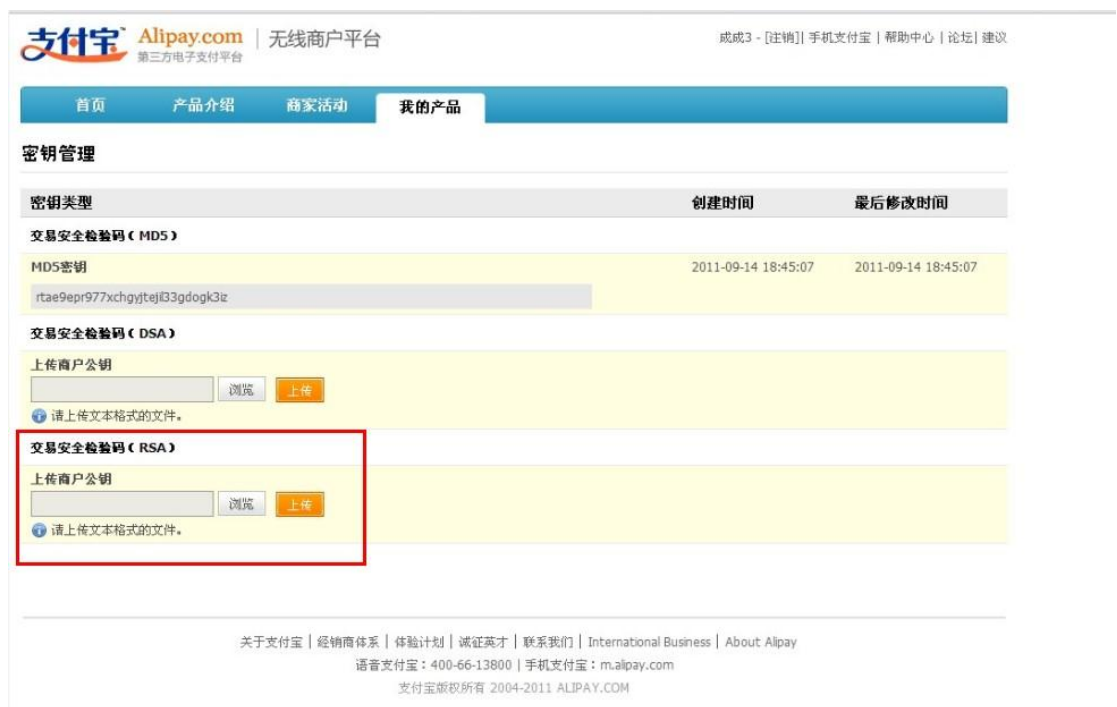 支付宝 Alipay.com | 无线商户平台
第三方电子支付平台
成成3 - [注销]| 手机支付宝 | 帮助中心 | 论坛| 建议
首页 产品介绍 商家活动 我的产品
密钥管理
密钥类型 创建时间 最后修改时间
交易安全检验码(MD5)
MD5密钥 2011-09-14 18:45:07 2011-09-14 18:45:07
rtae9epr977xchgyjtejil33gdogk3iz
交易安全检验码(DSA)
上传商户公钥
浏览 上传
请上传文本格式的文件。
交易安全检验码(RSA)
上传商户公钥
浏览 上传
请上传文本格式的文件。
关于支付宝 | 经销商体系 | 体验计划 | 诚征英才 | 联系我们 | International Business | About Alipay
语音支付宝：400-66-13800 | 手机支付宝：m.alipay.com
支付宝版权所有 2004-2011 ALIPAY.COM